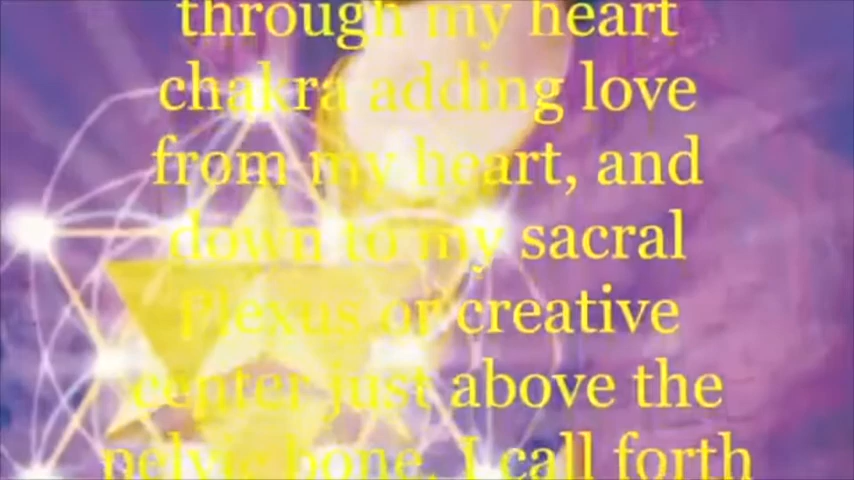 through my heart
chakra adding love
from my heart, and
down to my sacral
Plexus or creative
center just above the
pelvic bone. I call forth